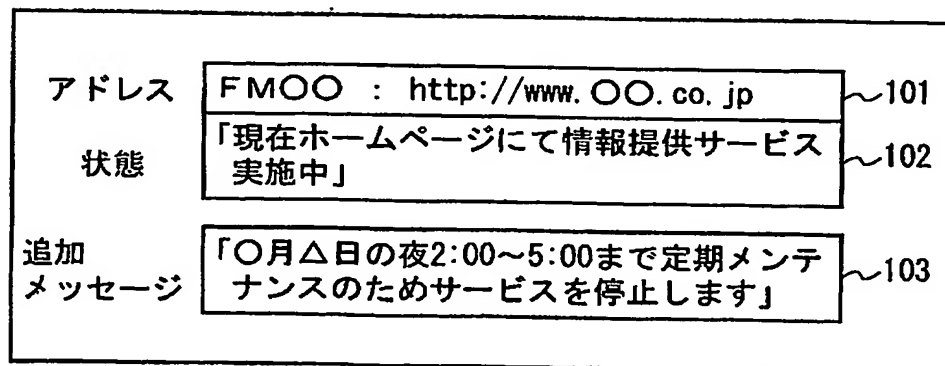 アドレス FM〇〇 : http://www.〇〇.co.jp 101
状態 「現在ホームページにて情報提供サービス
実施中」 102
追加
メッセージ 「〇月△日の夜2:00~5:00まで定期メンテ
ナンスのためサービスを停止します」 103